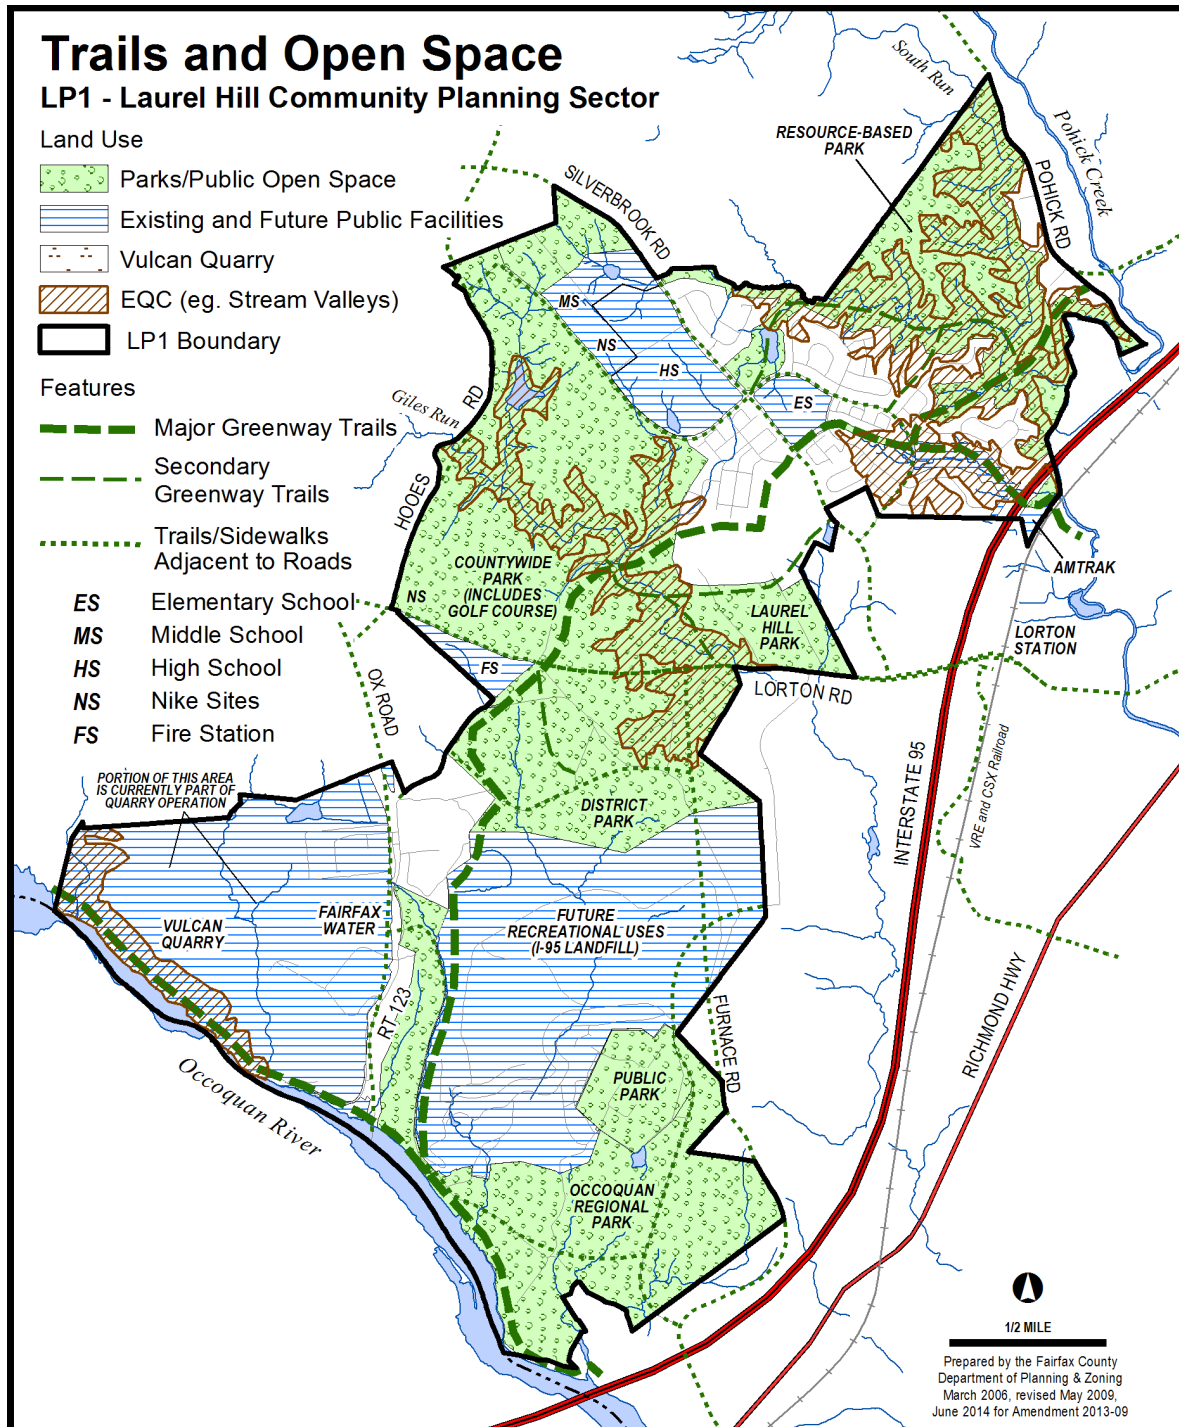 Trails and Open Space
LP1 - Laurel Hill Community Planning Sector
Land Use
Parks/Public Open Space
Existing and Future Public Facilities
Vulcan Quarry
EQC (eg. Stream Valleys)
LP1 Boundary
Features
Major Greenway Trails
Secondary
Greenway Trails
Trails/Sidewalks
Adjacent to Roads
ES Elementary School
MS Middle School
HS High School
NS Nike Sites
FS Fire Station
South Run
Pohick Creek
RESOURCE-BASED
PARK
POHICK RD
SILVERBROOK RD
MS
NS
HS
ES
Giles Run
HOOES RD
COUNTYWIDE
PARK
(INCLUDES
GOLF COURSE)
NS
LAUREL
HILL
PARK
AMTRAK
LORTON
STATION
FS
LORTON RD
OX ROAD
PORTION OF THIS AREA
IS CURRENTLY PART OF
QUARRY OPERATION
DISTRICT
PARK
INTERSTATE 95
VRE and CSX Railroad
VULCAN
QUARRY
FAIRFAX
WATER
FUTURE
RECREATIONAL USES
(I-95 LANDFILL)
RT 123
FURNACE RD
RICHMOND HWY
Occoquan River
PUBLIC
PARK
OCCOQUAN
REGIONAL
PARK
1/2 MILE
Prepared by the Fairfax County
Department of Planning & Zoning
March 2006, revised May 2009,
June 2014 for Amendment 2013-09